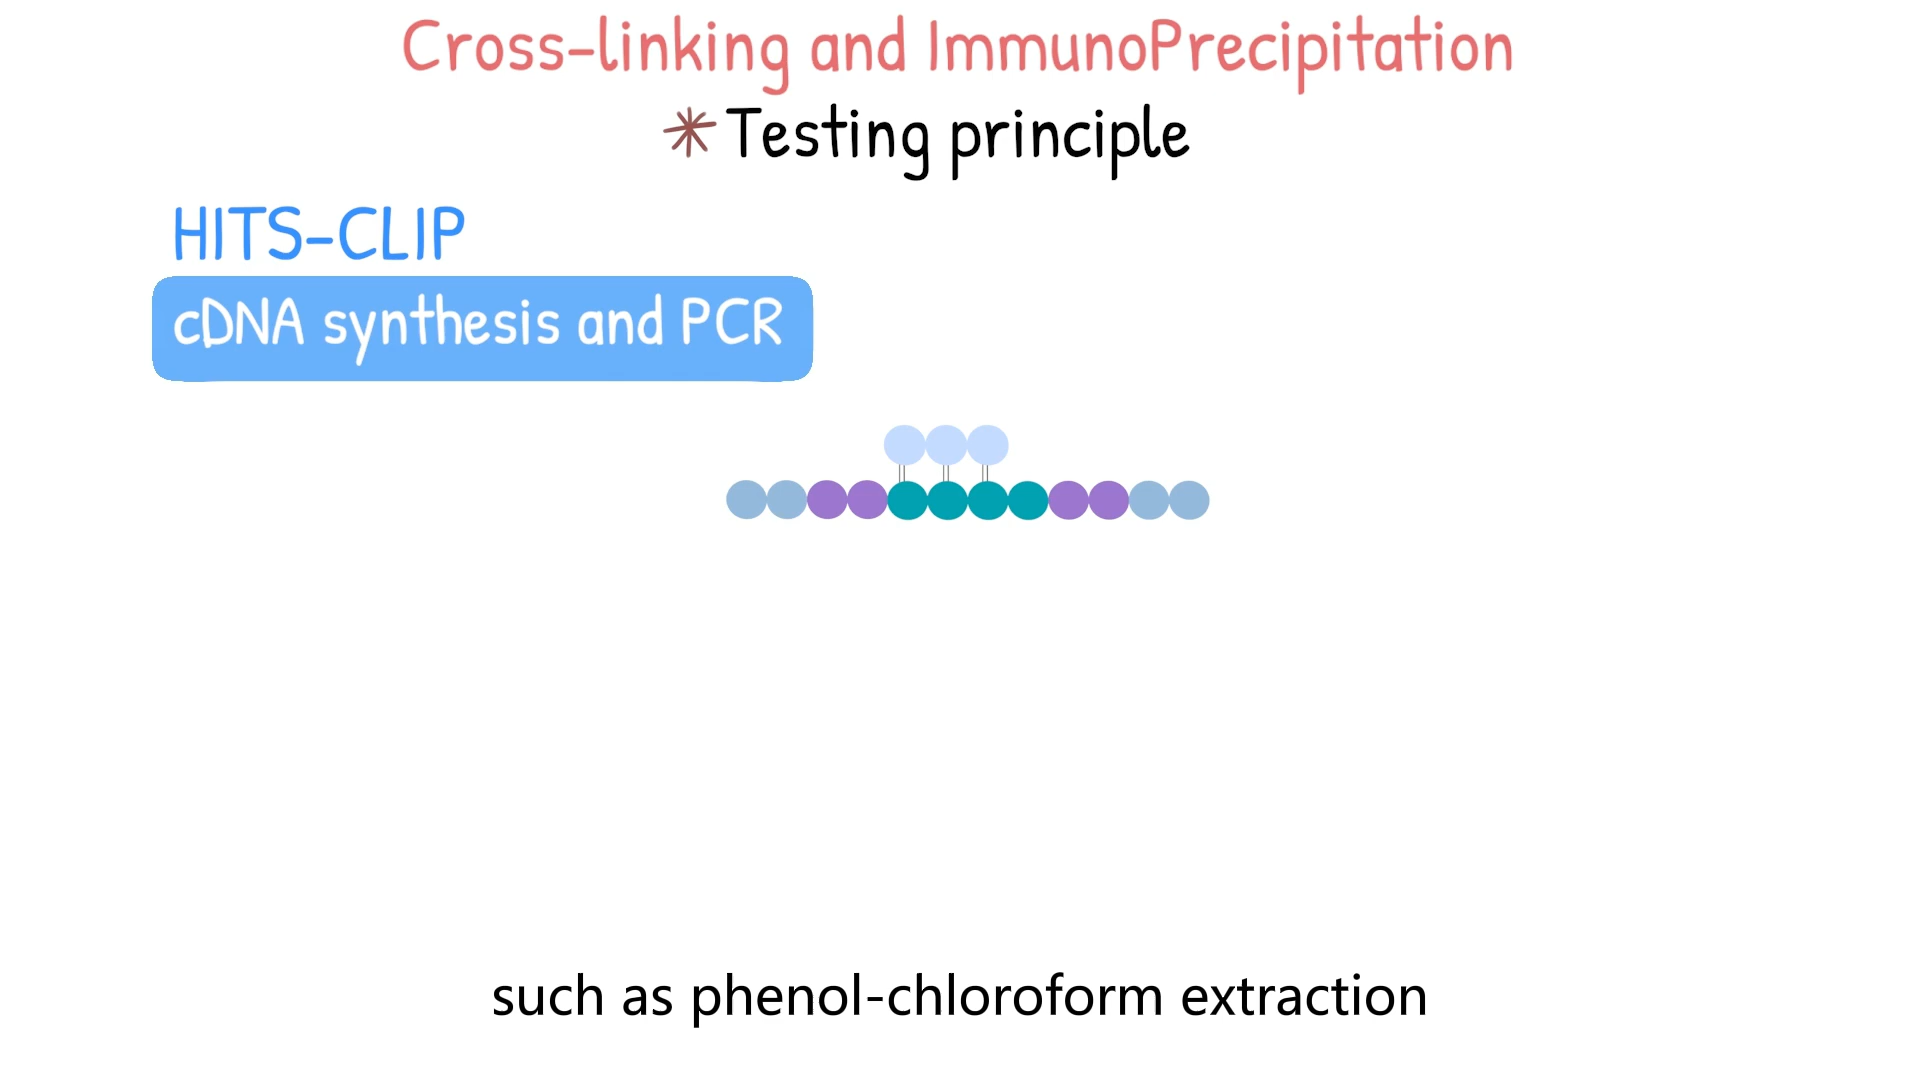 Cross-linking and ImmunoPrecipitation
*Testing principle
HITS-CLIP
cDNA synthesis and PCR
such as phenol-chloroform extraction